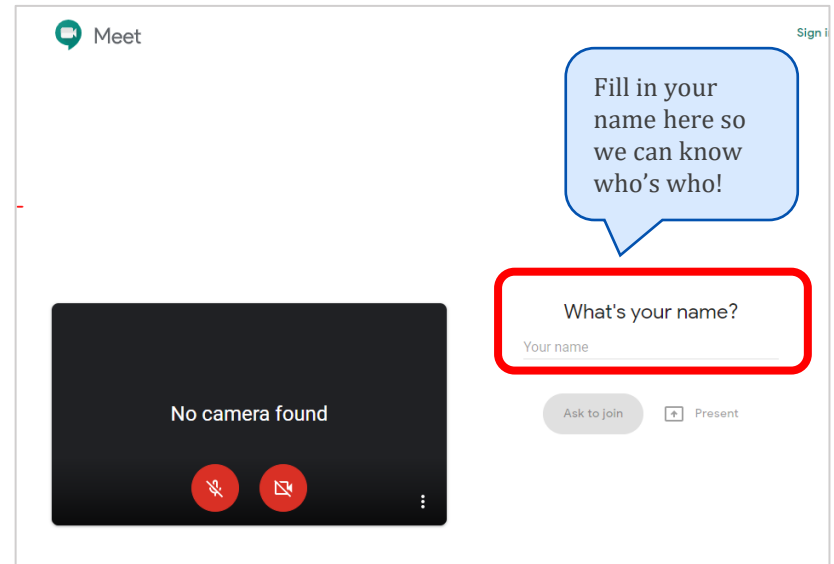 Meet
Sign i
Fill in your
name here so
we can know
who's who!
What's your name?
Your name
No camera found
Ask to join
Present